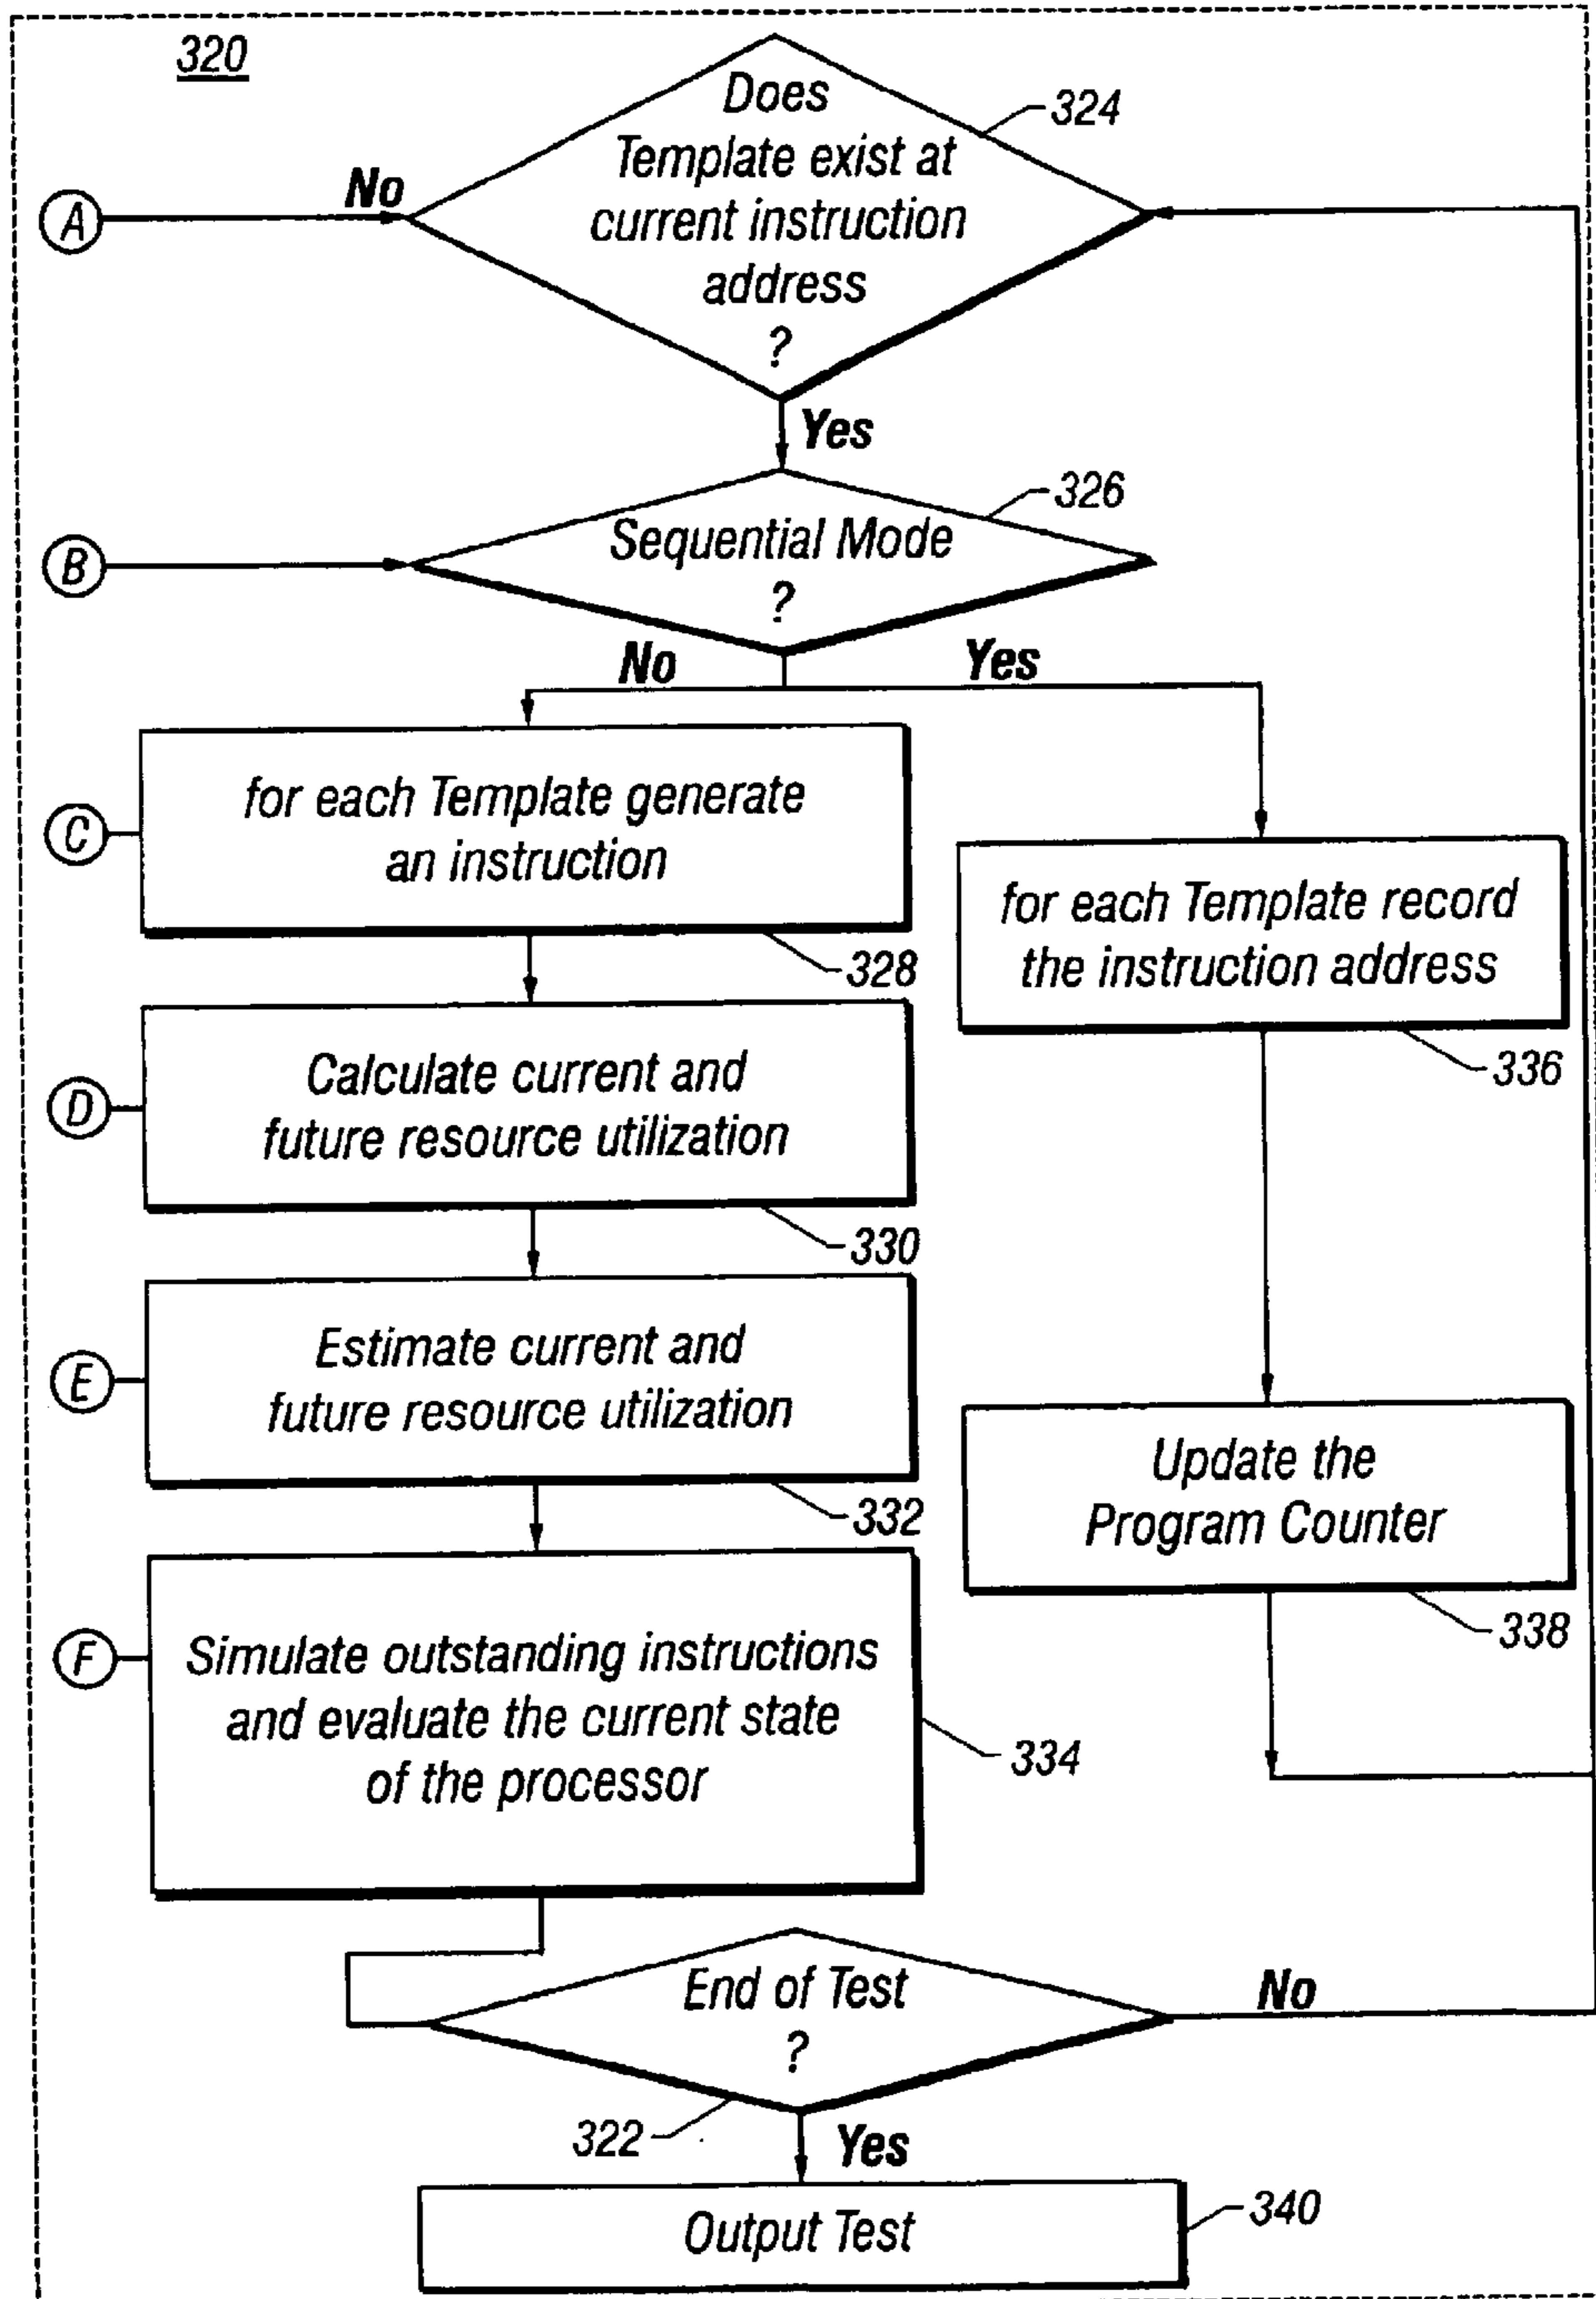 320
Does
Template exist at
current instruction
address
?
324
A
No
Yes
326
B
Sequential Mode
?
No
Yes
C
for each Template generate
an instruction
328
for each Template record
the instruction address
336
D
Calculate current and
future resource utilization
330
E
Estimate current and
future resource utilization
332
Update the
Program Counter
338
F
Simulate outstanding instructions
and evaluate the current state
of the processor
334
End of Test
?
No
322
Yes
Output Test
340